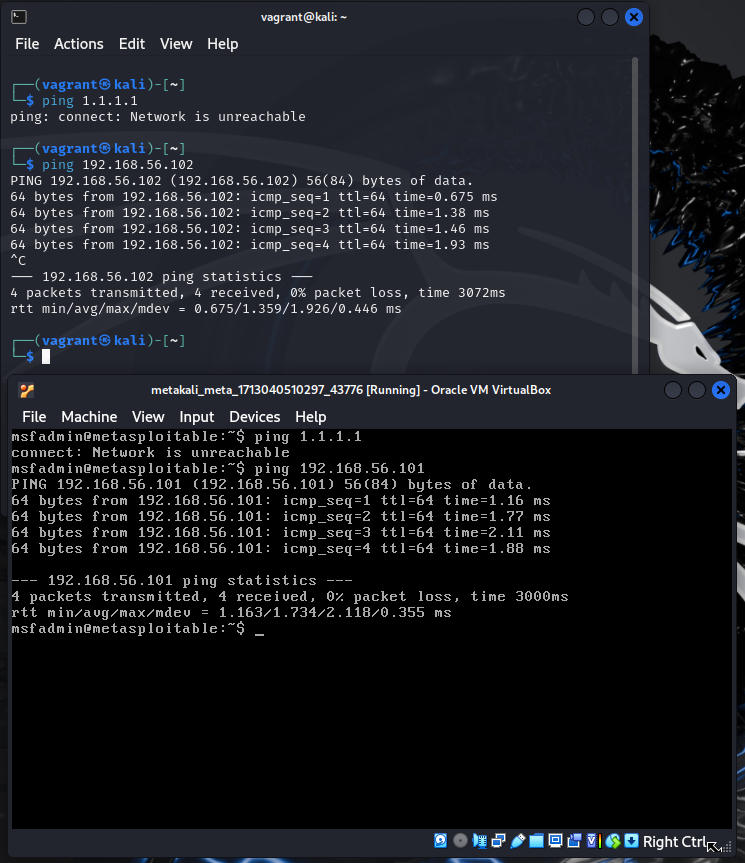 vagrant@kali: ~
File Actions Edit View Help
┌──(vagrant㉿kali)-[~]
└─$ ping 1.1.1.1
ping: connect: Network is unreachable
┌──(vagrant㉿kali)-[~]
└─$ ping 192.168.56.102
PING 192.168.56.102 (192.168.56.102) 56(84) bytes of data.
64 bytes from 192.168.56.102: icmp_seq=1 ttl=64 time=0.675 ms
64 bytes from 192.168.56.102: icmp_seq=2 ttl=64 time=1.38 ms
64 bytes from 192.168.56.102: icmp_seq=3 ttl=64 time=1.46 ms
64 bytes from 192.168.56.102: icmp_seq=4 ttl=64 time=1.93 ms
^C
--- 192.168.56.102 ping statistics ---
4 packets transmitted, 4 received, 0% packet loss, time 3072ms
rtt min/avg/max/mdev = 0.675/1.359/1.926/0.446 ms
┌──(vagrant㉿kali)-[~]
└─$
metakali_meta_1713040510297_43776 [Running] - Oracle VM VirtualBox
File Machine View Input Devices Help
msfadmin@metasploitable:~$ ping 1.1.1.1
connect: Network is unreachable
msfadmin@metasploitable:~$ ping 192.168.56.101
PING 192.168.56.101 (192.168.56.101) 56(84) bytes of data.
64 bytes from 192.168.56.101: icmp_seq=1 ttl=64 time=1.16 ms
64 bytes from 192.168.56.101: icmp_seq=2 ttl=64 time=1.77 ms
64 bytes from 192.168.56.101: icmp_seq=3 ttl=64 time=2.11 ms
64 bytes from 192.168.56.101: icmp_seq=4 ttl=64 time=1.88 ms
--- 192.168.56.101 ping statistics ---
4 packets transmitted, 4 received, 0% packet loss, time 3000ms
rtt min/avg/max/mdev = 1.163/1.734/2.118/0.355 ms
msfadmin@metasploitable:~$ _
Right Ctrl